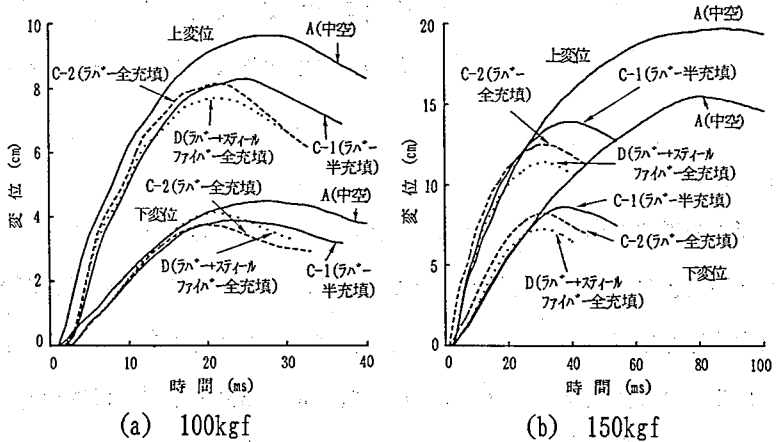 変 位 (cm)
10
8
6
4
2
0
0 10 20 30 40
時 間 (ms)
上変位
A(中空)
C-2(ラバｰ全充填)
D(ラバｰ+スティール
ファイバｰ全充填)
C-1(ラバｰ
半充填)
C-2(ラバｰ全充填)
下変位
A(中空)
D(ラバｰ+スティール
ファイバｰ全充填)
C-1(ラバｰ
半充填)
(a) 100kgf
変 位 (cm)
20
15
10
5
0
0 20 40 60 80 100
時 間 (ms)
A(中空)
上変位
C-2(ラバｰ
全充填)
C-1(ラバｰ半充填)
A(中空)
D(ラバｰ+スティール
ファイバｰ全充填)
C-1(ラバｰ半充填)
C-2(ラバｰ全充填)
D(ラバｰ+スティール
ファイバｰ全充填)
下変位
(b) 150kgf